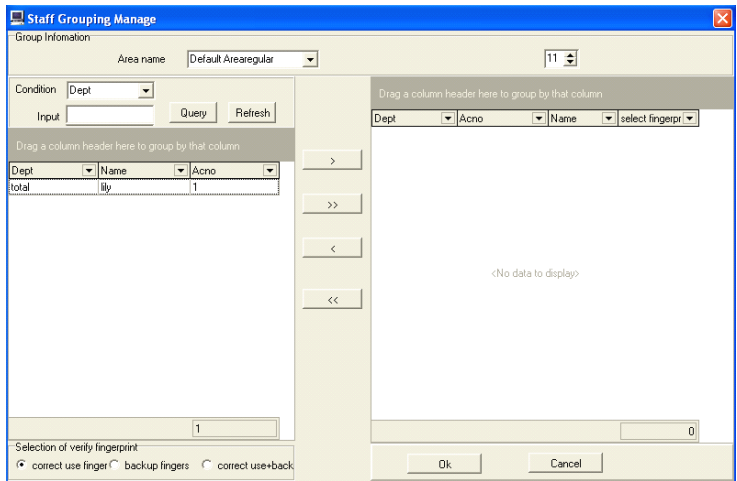 Staff Grouping Manage
Group Infomation
Area name Default Arearegular 11
Condition Dept
Input Query Refresh
Drag a column header here to group by that column
Dept Name Acno
total lily 1
1
Selection of verify fingerprint
correct use finger backup fingers correct use+back
>
>>
<
<<
Drag a column header here to group by that column
Dept Acno Name select fingerpr
<No data to display>
0
Ok Cancel